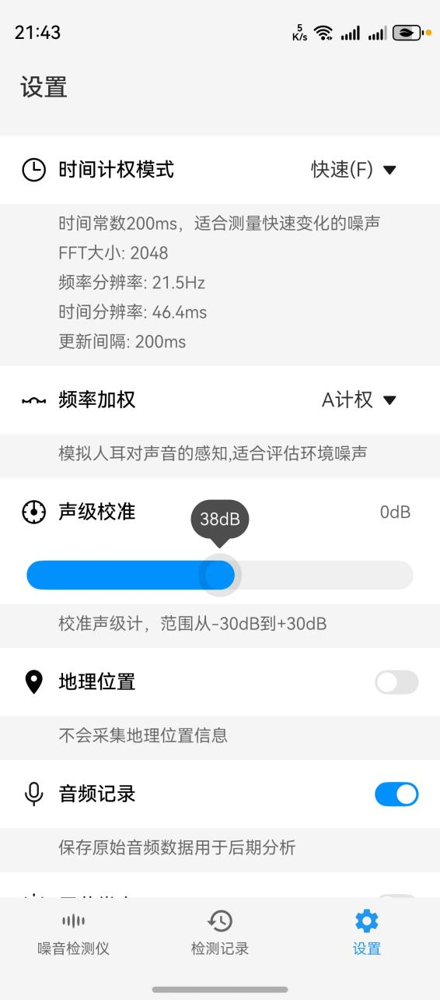 21:43
5
K/s
设置
时间计权模式
快速(F)
时间常数200ms，适合测量快速变化的噪声
FFT大小: 2048
频率分辨率: 21.5Hz
时间分辨率: 46.4ms
更新间隔: 200ms
频率加权
A计权
模拟人耳对声音的感知,适合评估环境噪声
声级校准
38dB
0dB
校准声级计，范围从-30dB到+30dB
地理位置
不会采集地理位置信息
音频记录
保存原始音频数据用于后期分析
噪音检测仪
检测记录
设置